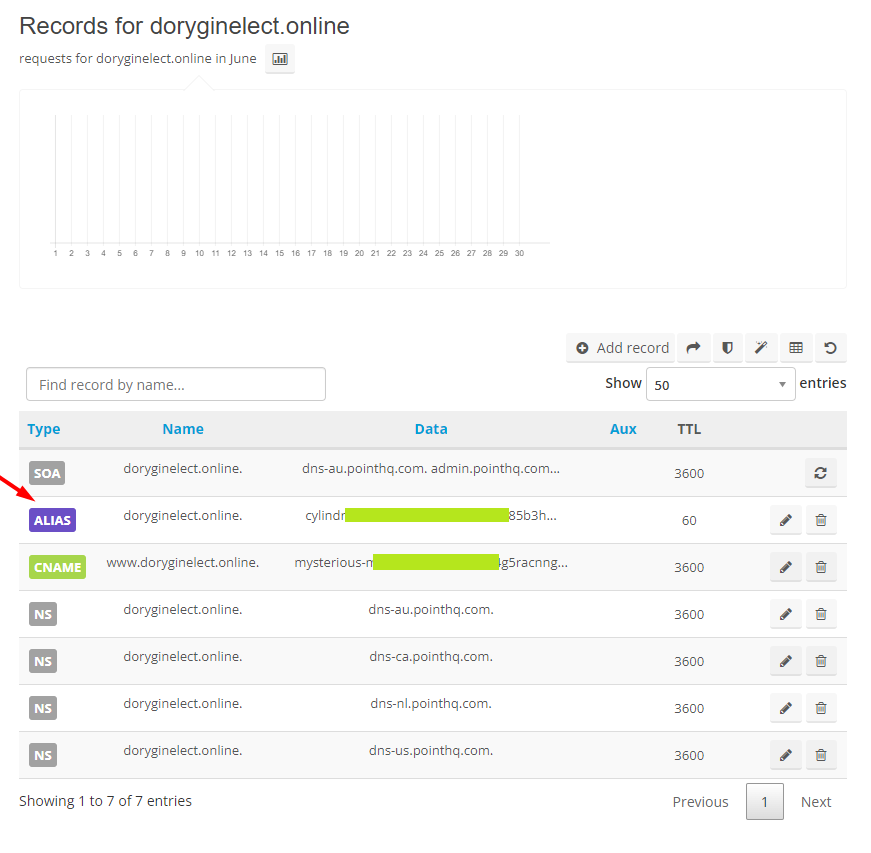 Records for doryginelect.online
requests for doryginelect.online in June
1 2 3 4 5 6 7 8 9 10 11 12 13 14 15 16 17 18 19 20 21 22 23 24 25 26 27 28 29 30
Add record
Find record by name... Show 50 entries
Type Name Data Aux TTL
SOA doryginelect.online. dns-au.pointhq.com. admin.pointhq.com... 3600
ALIAS doryginelect.online. cylindr 85b3h... 60
CNAME www.doryginelect.online. mysterious-m g5racnng... 3600
NS doryginelect.online. dns-au.pointhq.com. 3600
NS doryginelect.online. dns-ca.pointhq.com. 3600
NS doryginelect.online. dns-nl.pointhq.com. 3600
NS doryginelect.online. dns-us.pointhq.com. 3600
Showing 1 to 7 of 7 entries Previous 1 Next